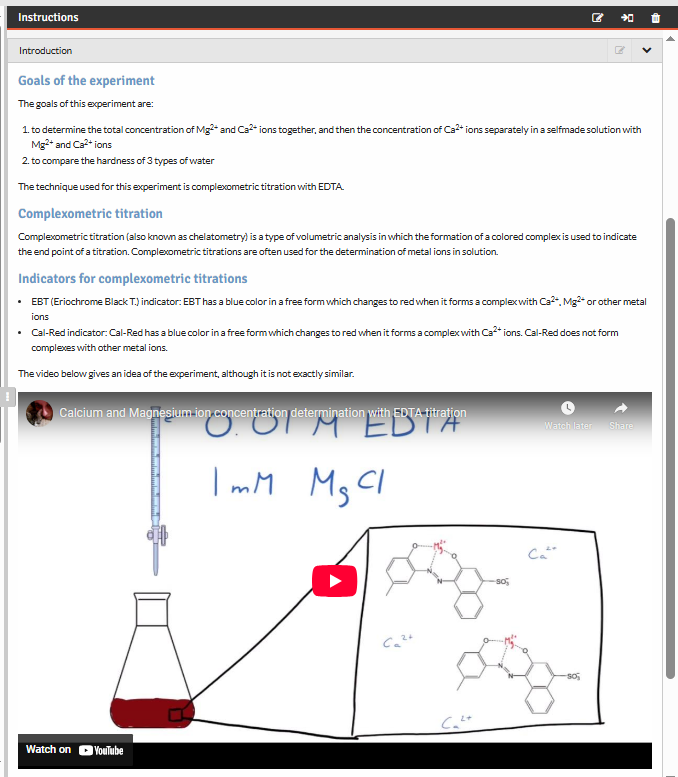 Instructions
Introduction
Goals of the experiment
The goals of this experiment are:
1. to determine the total concentration of Mg²⁺ and Ca²⁺ ions together, and then the concentration of Ca²⁺ ions separately in a selfmade solution with
Mg²⁺ and Ca²⁺ ions
2. to compare the hardness of 3 types of water
The technique used for this experiment is complexometric titration with EDTA.
Complexometric titration
Complexometric titration (also known as chelatometry) is a type of volumetric analysis in which the formation of a colored complex is used to indicate
the end point of a titration. Complexometric titrations are often used for the determination of metal ions in solution.
Indicators for complexometric titrations
• EBT (Eriochrome Black T.) indicator: EBT has a blue color in a free form which changes to red when it forms a complex with Ca²⁺, Mg²⁺ or other metal
ions
• Cal-Red indicator: Cal-Red has a blue color in a free form which changes to red when it forms a complex with Ca²⁺ ions. Cal-Red does not form
complexes with other metal ions.
The video below gives an idea of the experiment, although it is not exactly similar.
Calcium and Magnesium ion concentration determination with EDTA titration
Watch later
Share
0.01 M EDTA
1 mM MgCl
O Mg²⁺ O
Ca²⁺
N
N
SO₃⁻
Ca²⁺
O Mg²⁺ O
N
N
SO₃⁻
Ca²⁺
Watch on YouTube